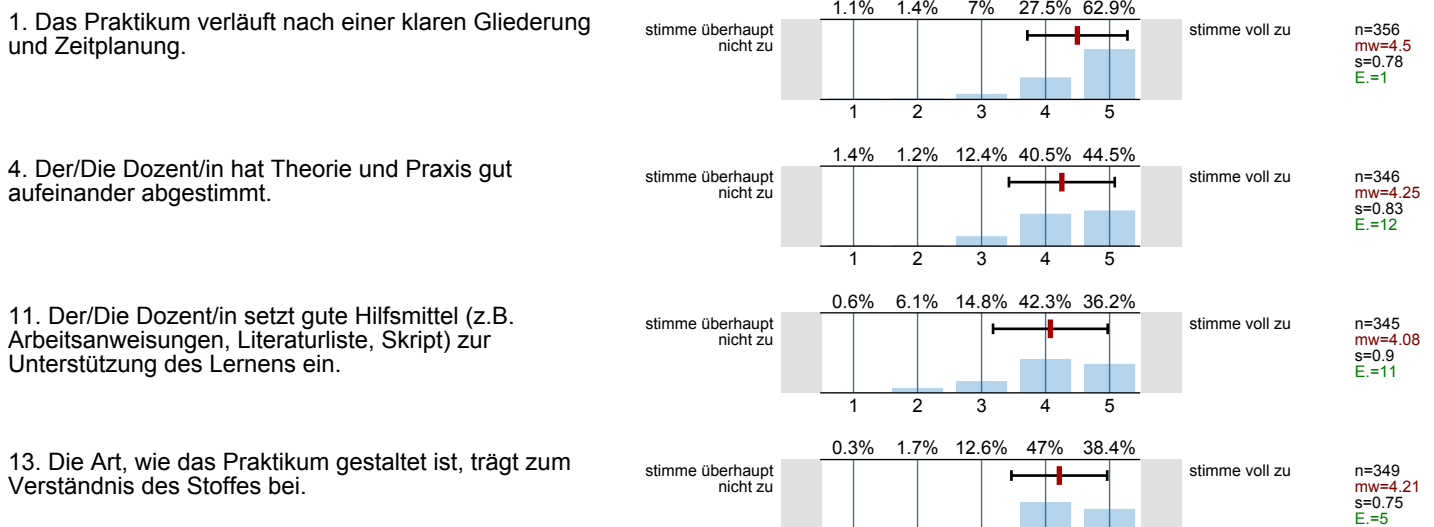 1. Das Praktikum verläuft nach einer klaren Gliederung
und Zeitplanung.
stimme überhaupt
nicht zu
1.1% 1.4% 7% 27.5% 62.9%
1 2 3 4 5
stimme voll zu
n=356
mw=4.5
s=0.78
E.=1
4. Der/Die Dozent/in hat Theorie und Praxis gut
aufeinander abgestimmt.
stimme überhaupt
nicht zu
1.4% 1.2% 12.4% 40.5% 44.5%
1 2 3 4 5
stimme voll zu
n=346
mw=4.25
s=0.83
E.=12
11. Der/Die Dozent/in setzt gute Hilfsmittel (z.B.
Arbeitsanweisungen, Literaturliste, Skript) zur
Unterstützung des Lernens ein.
stimme überhaupt
nicht zu
0.6% 6.1% 14.8% 42.3% 36.2%
1 2 3 4 5
stimme voll zu
n=345
mw=4.08
s=0.9
E.=11
13. Die Art, wie das Praktikum gestaltet ist, trägt zum
Verständnis des Stoffes bei.
stimme überhaupt
nicht zu
0.3% 1.7% 12.6% 47% 38.4%
stimme voll zu
n=349
mw=4.21
s=0.75
E.=5